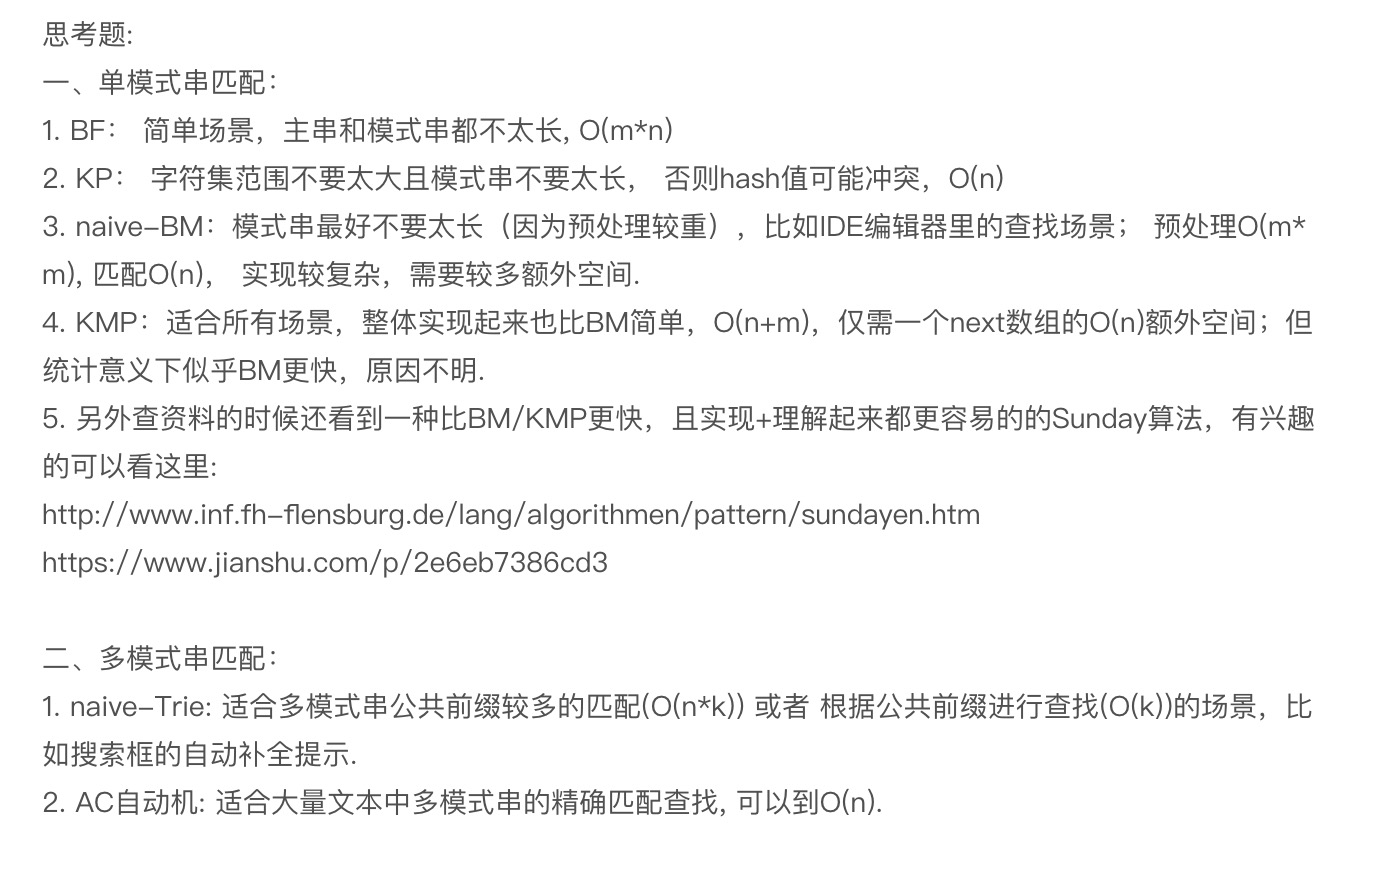 思考题:
一、单模式串匹配：
1. BF： 简单场景，主串和模式串都不太长, O(m*n)
2. KP： 字符集范围不要太大且模式串不要太长， 否则hash值可能冲突，O(n)
3. naive-BM：模式串最好不要太长（因为预处理较重），比如IDE编辑器里的查找场景； 预处理O(m*
m), 匹配O(n)， 实现较复杂，需要较多额外空间.
4. KMP：适合所有场景，整体实现起来也比BM简单，O(n+m)，仅需一个next数组的O(n)额外空间；但
统计意义下似乎BM更快，原因不明.
5. 另外查资料的时候还看到一种比BM/KMP更快，且实现+理解起来都更容易的的Sunday算法，有兴趣
的可以看这里:
http://www.inf.fh-flensburg.de/lang/algorithmen/pattern/sundayen.htm
https://www.jianshu.com/p/2e6eb7386cd3
二、多模式串匹配：
1. naive-Trie: 适合多模式串公共前缀较多的匹配(O(n*k)) 或者 根据公共前缀进行查找(O(k))的场景，比
如搜索框的自动补全提示.
2. AC自动机: 适合大量文本中多模式串的精确匹配查找, 可以到O(n).